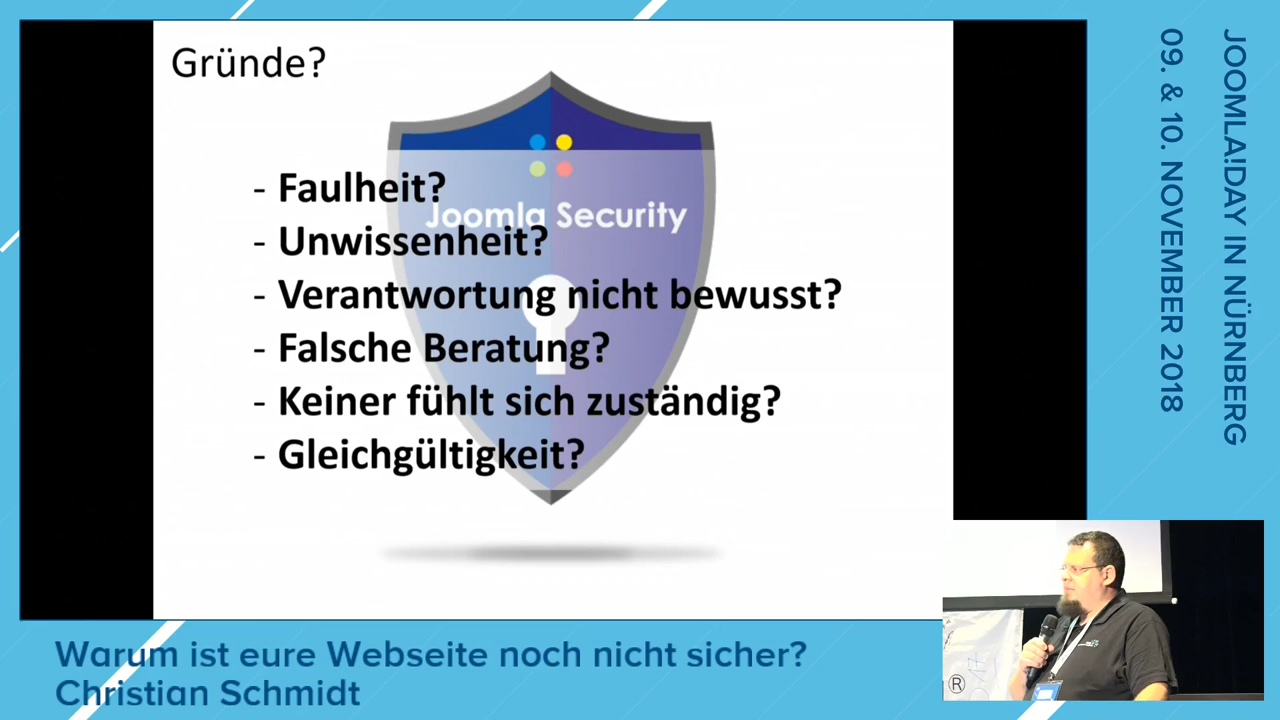 Gründe?
Joomla Security
- Faulheit?
- Unwissenheit?
- Verantwortung nicht bewusst?
- Falsche Beratung?
- Keiner fühlt sich zuständig?
- Gleichgültigkeit?
JOOMLA!DAY IN NÜRNBERG
09. & 10. NOVEMBER 2018
®
Warum ist eure Webseite noch nicht sicher?
Christian Schmidt